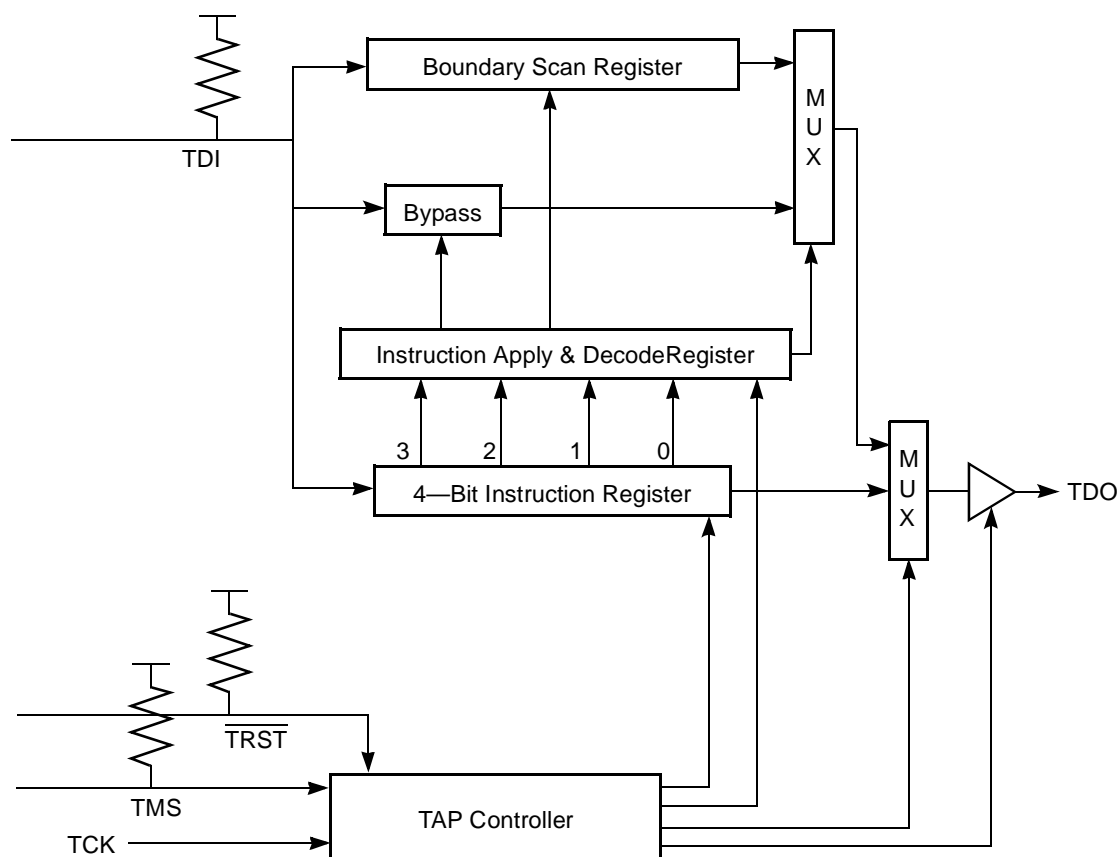 Boundary Scan Register
M
U
X
TDI
Bypass
Instruction Apply & DecodeRegister
3 2 1 0
4—Bit Instruction Register
M
U
X
TDO
TRST
TMS
TAP Controller
TCK